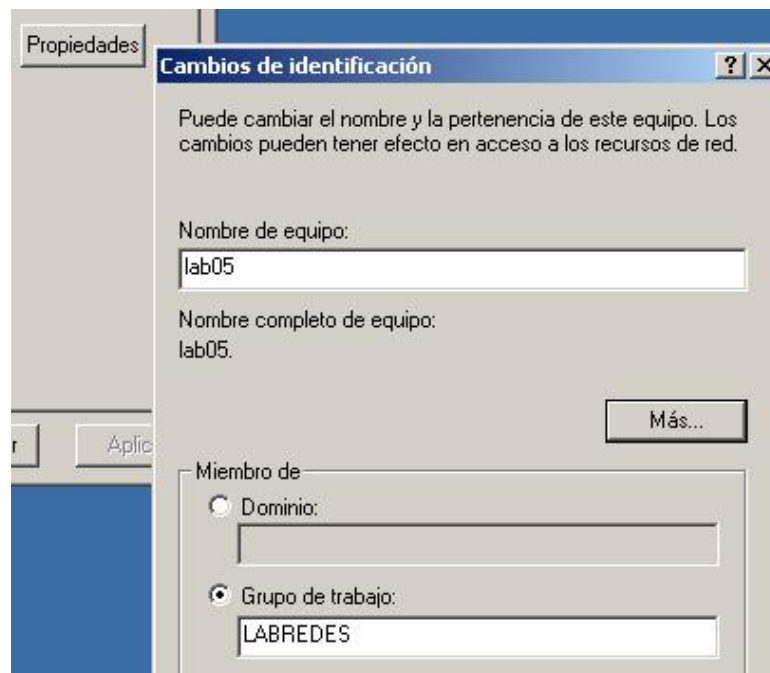 Propiedades
Cambios de identificación
Puede cambiar el nombre y la pertenencia de este equipo. Los
cambios pueden tener efecto en acceso a los recursos de red.
Nombre de equipo:
lab05
Nombre completo de equipo:
lab05.
Más...
r
Aplic
Miembro de
Dominio:
Grupo de trabajo:
LABREDES